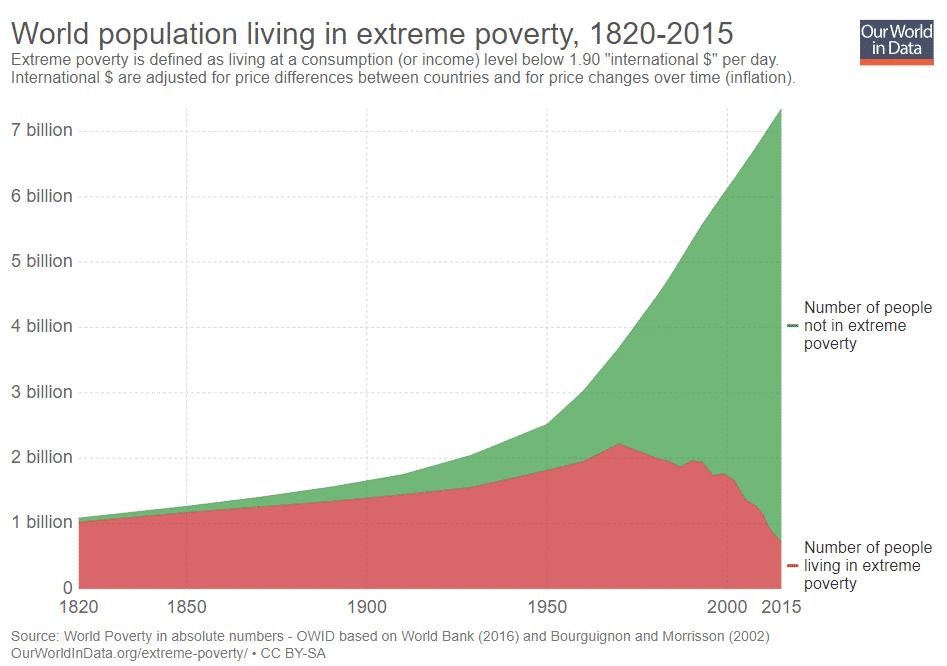 World population living in extreme poverty, 1820-2015
Our World
in Data
Extreme poverty is defined as living at a consumption (or income) level below 1.90 "international $" per day.
International $ are adjusted for price differences between countries and for price changes over time (inflation).
7 billion
6 billion
5 billion
4 billion
3 billion
2 billion
1 billion
0
1820
1850
1900
1950
2000
2015
Number of people
not in extreme
poverty
Number of people
living in extreme
poverty
Source: World Poverty in absolute numbers - OWID based on World Bank (2016) and Bourguignon and Morrisson (2002)
OurWorldInData.org/extreme-poverty/ • CC BY-SA